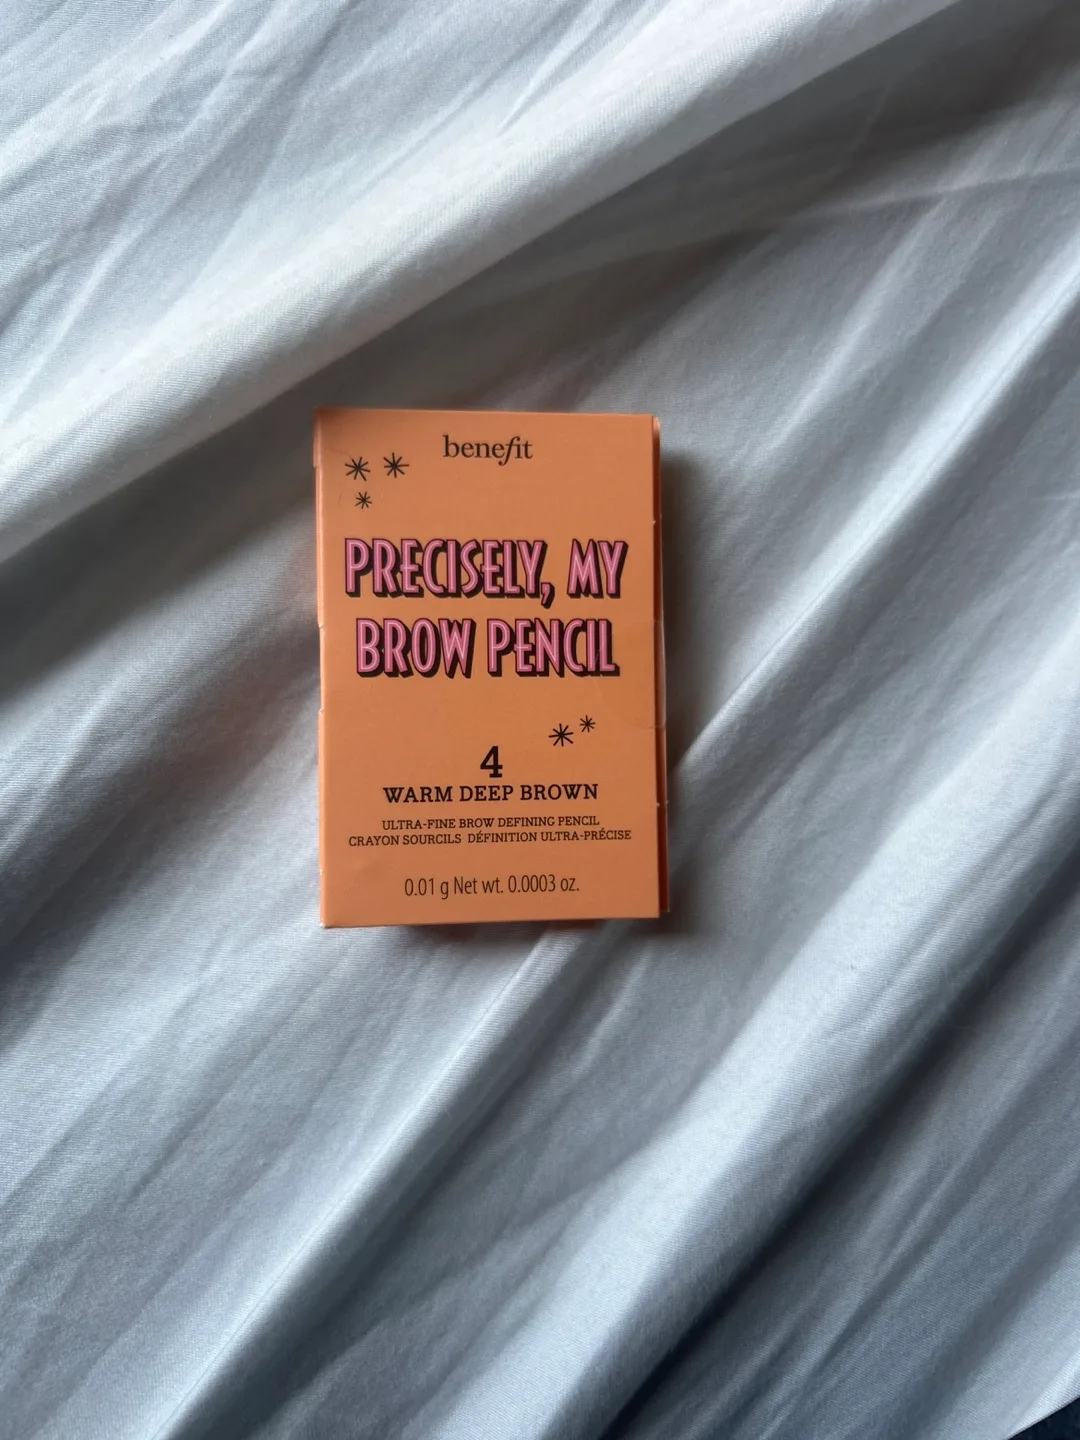 benefit
PRECISELY, MY
BROW PENCIL
4
WARM DEEP BROWN
ULTRA-FINE BROW DEFINING PENCIL
CRAYON SOURCILS DÉFINITION ULTRA-PRÉCISE
0.01 g Net wt. 0.0003 oz.